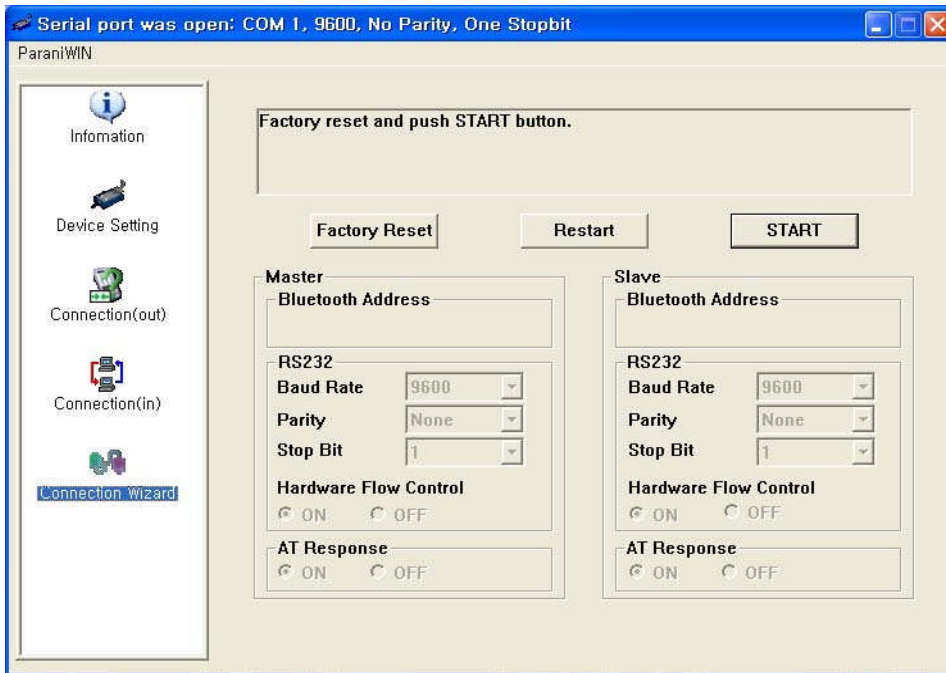 Serial port was open: COM 1, 9600, No Parity, One Stopbit
ParaniWIN
Infomation
Device Setting
Connection(out)
Connection(in)
Connection Wizard
Factory reset and push START button.
Factory Reset Restart START
Master
Bluetooth Address
RS232
Baud Rate 9600
Parity None
Stop Bit 1
Hardware Flow Control
ON OFF
AT Response
ON OFF
Slave
Bluetooth Address
RS232
Baud Rate 9600
Parity None
Stop Bit 1
Hardware Flow Control
ON OFF
AT Response
ON OFF